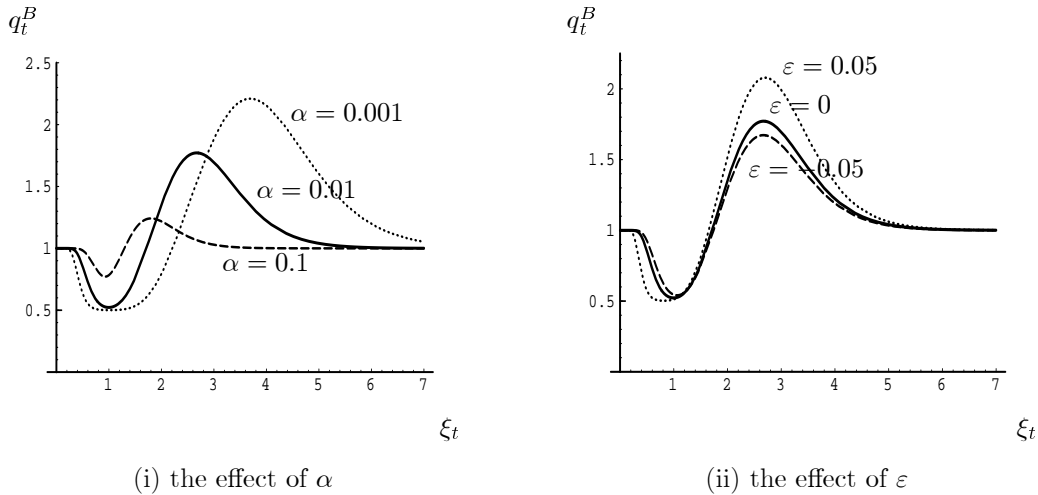 q_t^B
2.5
2
1.5
1
0.5
1 2 3 4 5 6 7
α = 0.001
α = 0.01
α = 0.1
ξ_t
(i) the effect of α
q_t^B
2
1.5
1
0.5
1 2 3 4 5 6 7
ε = 0.05
ε = 0
ε = −0.05
ξ_t
(ii) the effect of ε